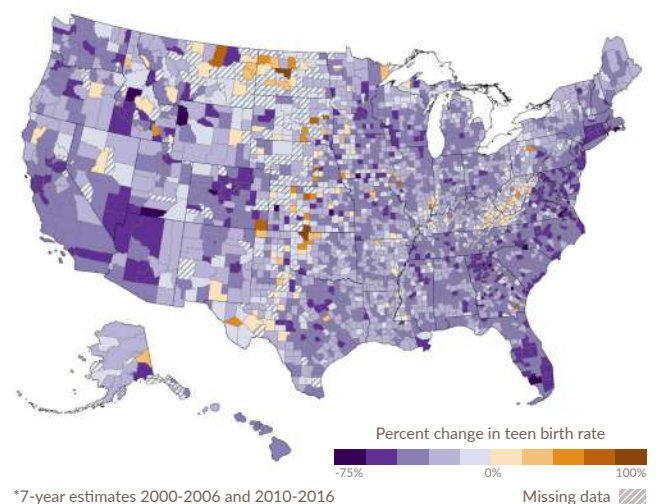 Percent change in teen birth rate
-75% 0% 100%
*7-year estimates 2000-2006 and 2010-2016 Missing data